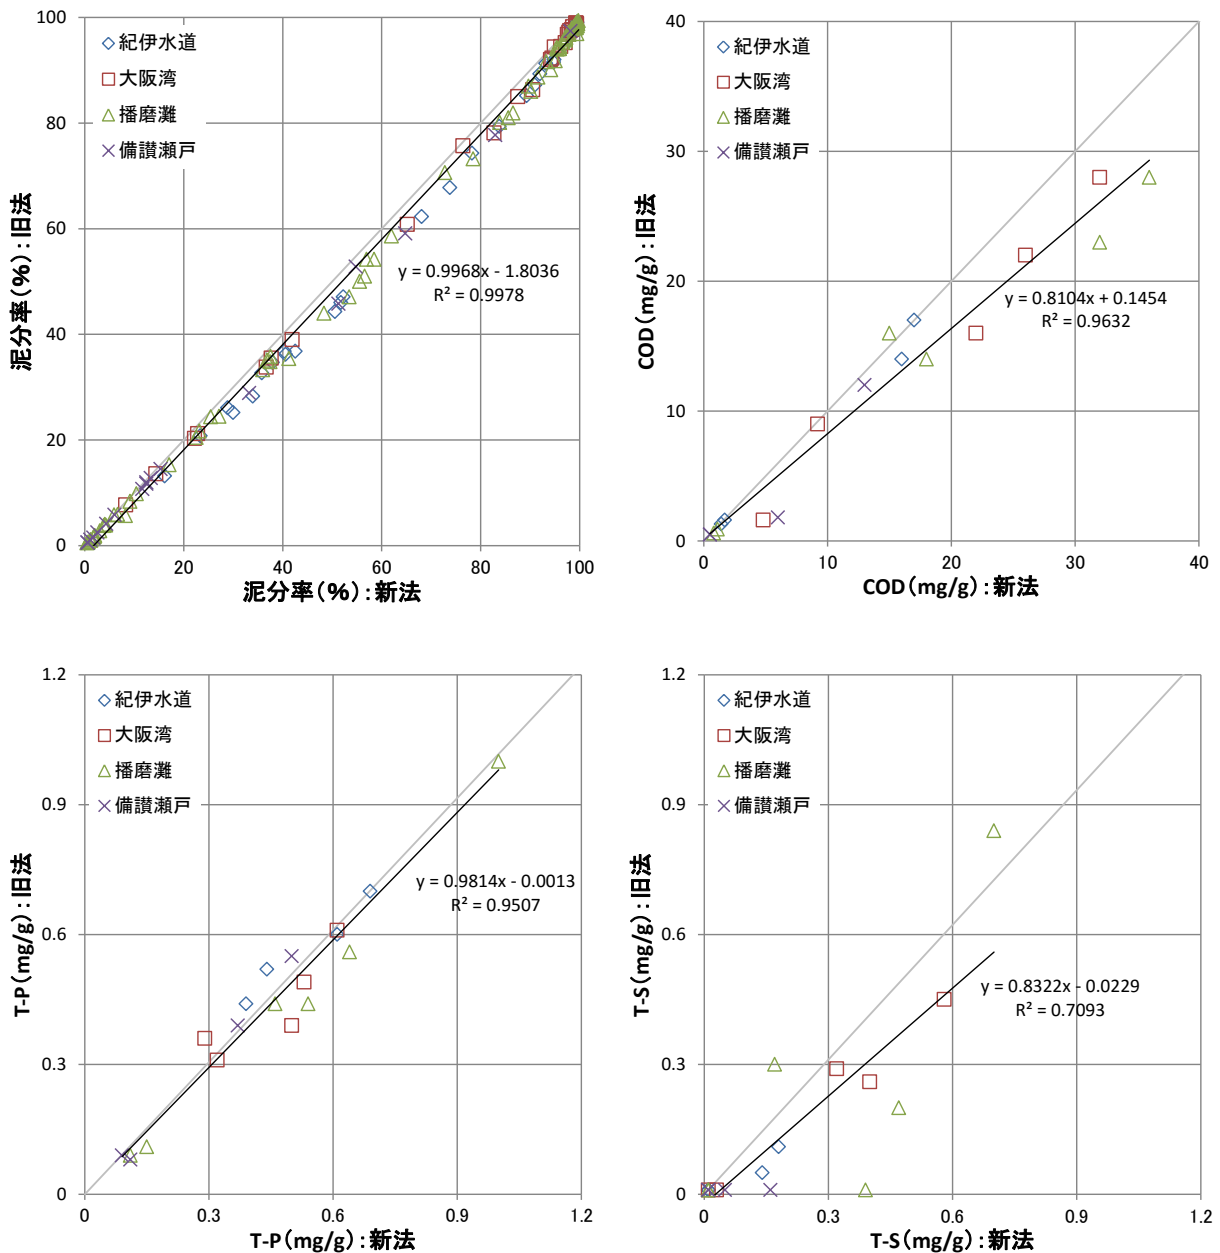 100
80
60
40
20
0
0
20
40
60
80
100
紀伊水道
大阪湾
播磨灘
備讃瀬戸
y = 0.9968x - 1.8036
R² = 0.9978
泥分率(%):旧法
泥分率(%):新法
40
30
20
10
0
0
10
20
30
40
紀伊水道
大阪湾
播磨灘
備讃瀬戸
y = 0.8104x + 0.1454
R² = 0.9632
COD(mg/g):旧法
COD(mg/g):新法
1.2
0.9
0.6
0.3
0
0
0.3
0.6
0.9
1.2
紀伊水道
大阪湾
播磨灘
備讃瀬戸
y = 0.9814x - 0.0013
R² = 0.9507
T-P(mg/g):旧法
T-P(mg/g):新法
1.2
0.9
0.6
0.3
0
0
0.3
0.6
0.9
1.2
紀伊水道
大阪湾
播磨灘
備讃瀬戸
y = 0.8322x - 0.0229
R² = 0.7093
T-S(mg/g):旧法
T-S(mg/g):新法